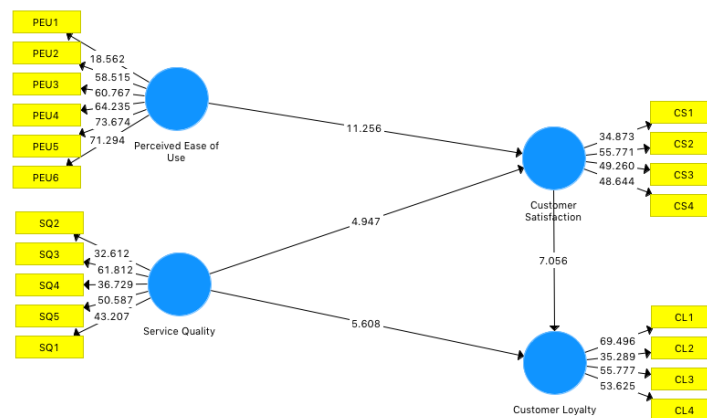 PEU1
PEU2
PEU3
PEU4
PEU5
PEU6
18.562
58.515
60.767
64.235
73.674
71.294
Perceived Ease of
Use
11.256
SQ2
SQ3
SQ4
SQ5
SQ1
32.612
61.812
36.729
50.587
43.207
Service Quality
4.947
5.608
Customer
Satisfaction
34.873
55.771
49.260
48.644
CS1
CS2
CS3
CS4
7.056
Customer Loyalty
69.496
35.289
55.777
53.625
CL1
CL2
CL3
CL4